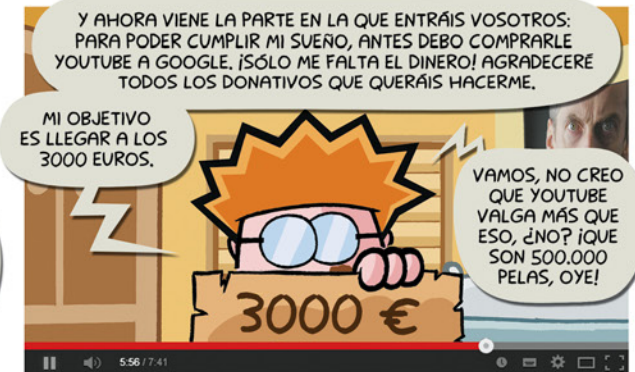 Y AHORA VIENE LA PARTE EN LA QUE ENTRÁIS VOSOTROS:
PARA PODER CUMPLIR MI SUEÑO, ANTES DEBO COMPRARLE
YOUTUBE A GOOGLE. ¡SÓLO ME FALTA EL DINERO! AGRADECERÉ
TODOS LOS DONATIVOS QUE QUERÁIS HACERME.
MI OBJETIVO
ES LLEGAR A LOS
3000 EUROS.
VAMOS, NO CREO
QUE YOUTUBE
VALGA MÁS QUE
ESO, ¿NO? ¡QUE
SON 500.000
PELAS, OYE!
3000 €
5:56 / 7:41